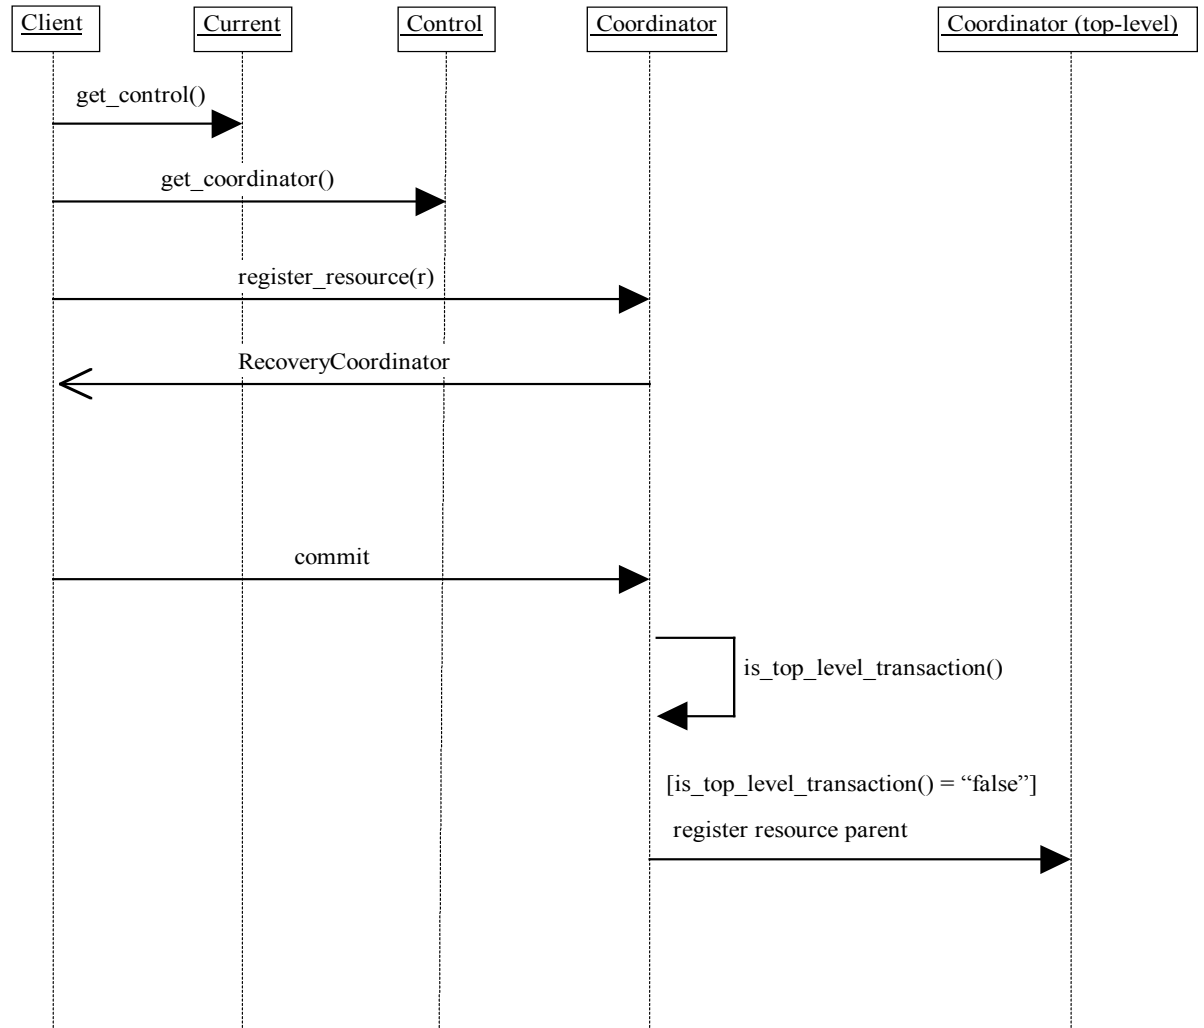 Client
Current
Control
Coordinator
Coordinator (top-level)
get_control()
get_coordinator()
register_resource(r)
RecoveryCoordinator
commit
is_top_level_transaction()
[is_top_level_transaction() = “false”]
register resource parent